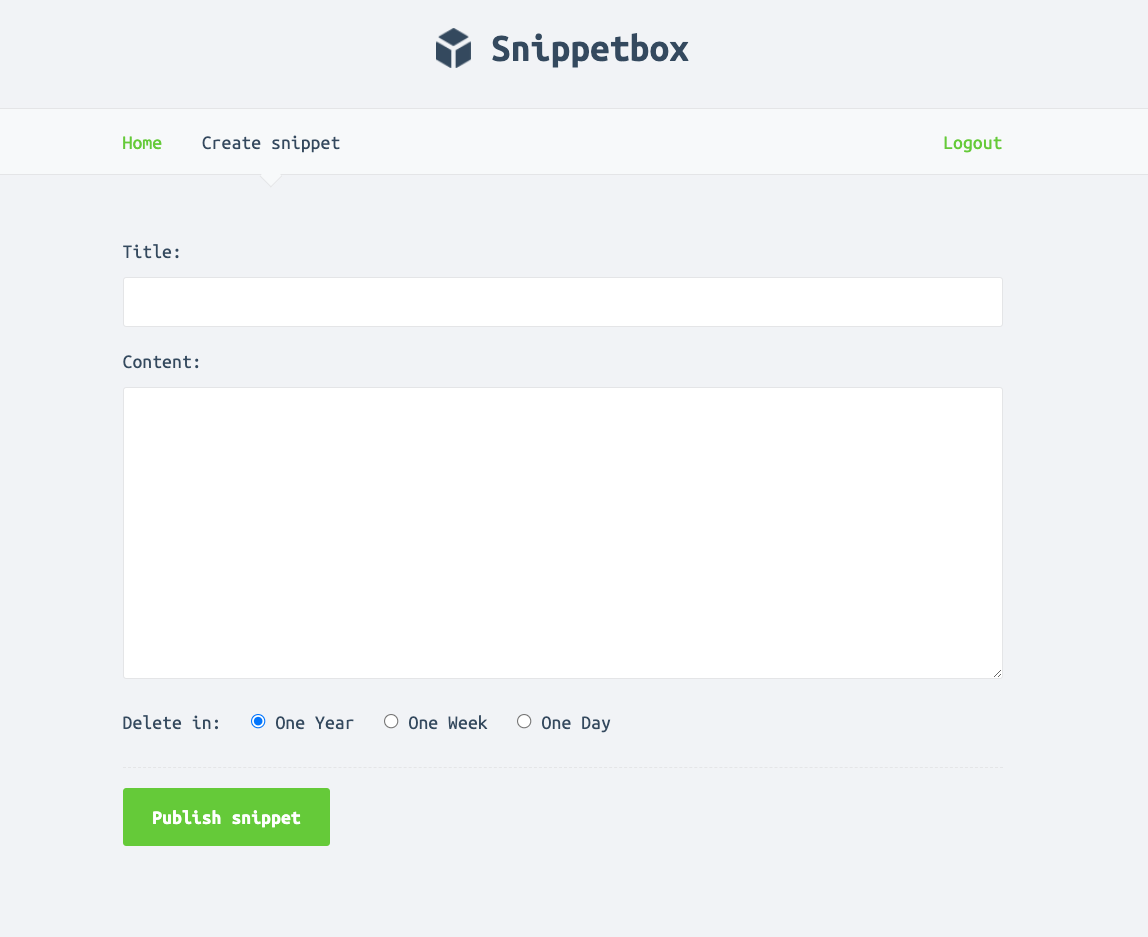 Snippetbox
Home Create snippet Logout
Title:
Content:
Delete in: One Year One Week One Day
Publish snippet